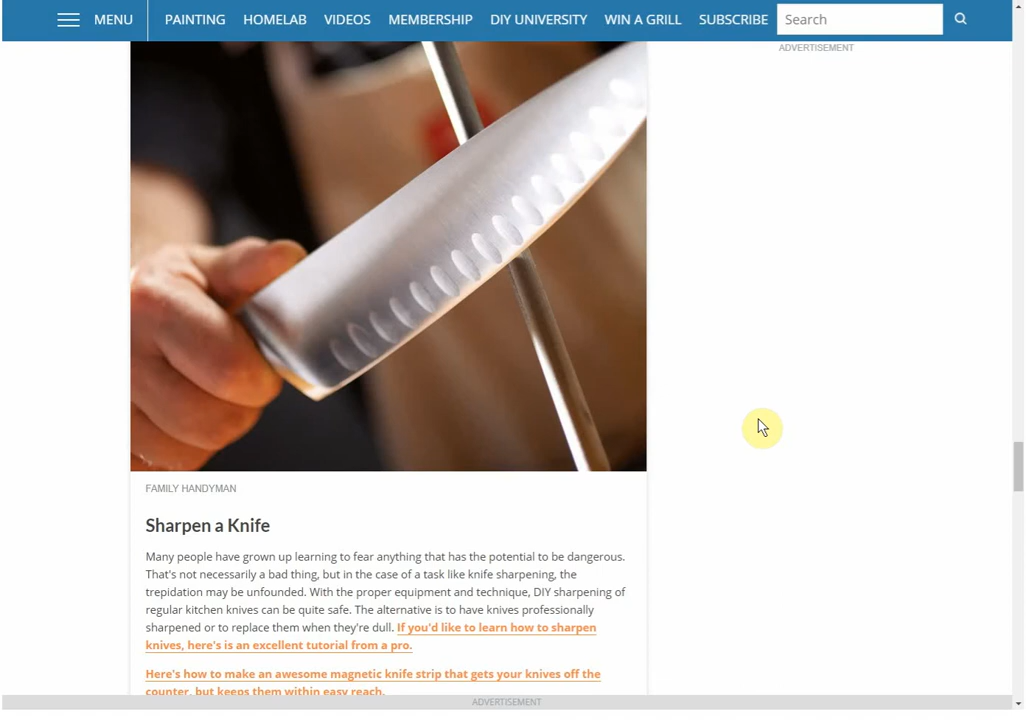 MENU PAINTING HOMELAB VIDEOS MEMBERSHIP DIY UNIVERSITY WIN A GRILL SUBSCRIBE Search
ADVERTISEMENT
FAMILY HANDYMAN
Sharpen a Knife
Many people have grown up learning to fear anything that has the potential to be dangerous.
That's not necessarily a bad thing, but in the case of a task like knife sharpening, the
trepidation may be unfounded. With the proper equipment and technique, DIY sharpening of
regular kitchen knives can be quite safe. The alternative is to have knives professionally
sharpened or to replace them when they're dull. If you'd like to learn how to sharpen
knives, here's is an excellent tutorial from a pro.
Here's how to make an awesome magnetic knife strip that gets your knives off the
counter, but keeps them within easy reach.
ADVERTISEMENT